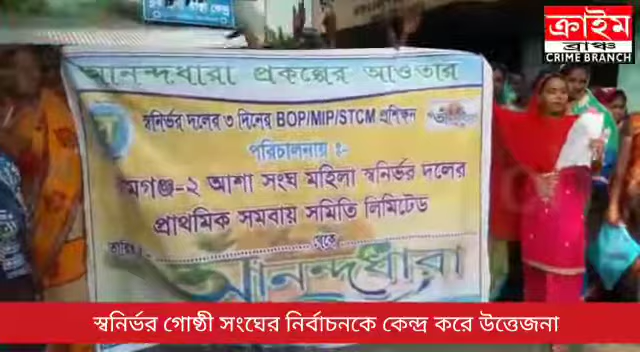 ক্রাইম
ব্রাঞ্চ
CRIME BRANCH
আনন্দধারা প্রকল্পের আওতায়
স্বনির্ভর দলের ৩ দিনের BOP/MIP/STCM প্রশিক্ষন
পরিচালনায় ঃ-
মগঞ্জ-২ আশা সংঘ মহিলা স্বনির্ভর দলের
প্রাথমিক সমবায় সমিতি লিমিটেড
তারিখ ঃ
আনন্দধারা
স্বনির্ভর গোষ্ঠী সংঘের নির্বাচনকে কেন্দ্র করে উত্তেজনা